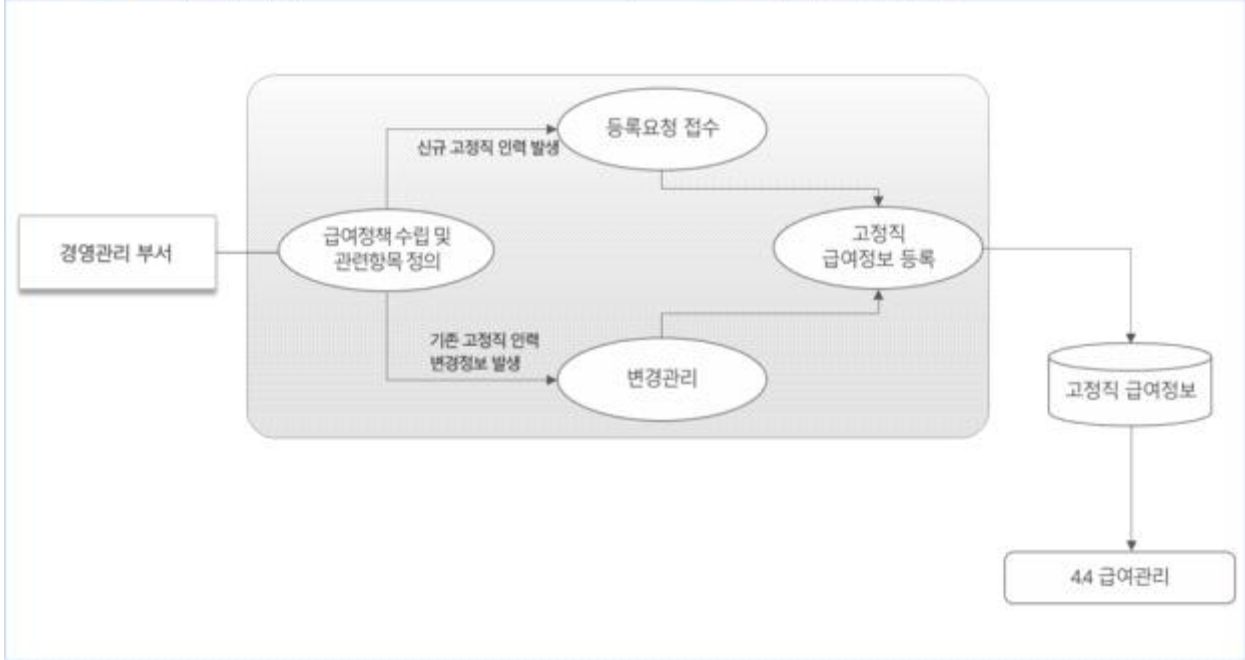 등록요청 접수
신규 고정직 인력 발생
경영관리 부서
급여정책 수립 및
관련항목 정의
고정직
급여정보 등록
기존 고정직 인력
변경정보 발생
변경관리
고정직 급여정보
4.4 급여관리